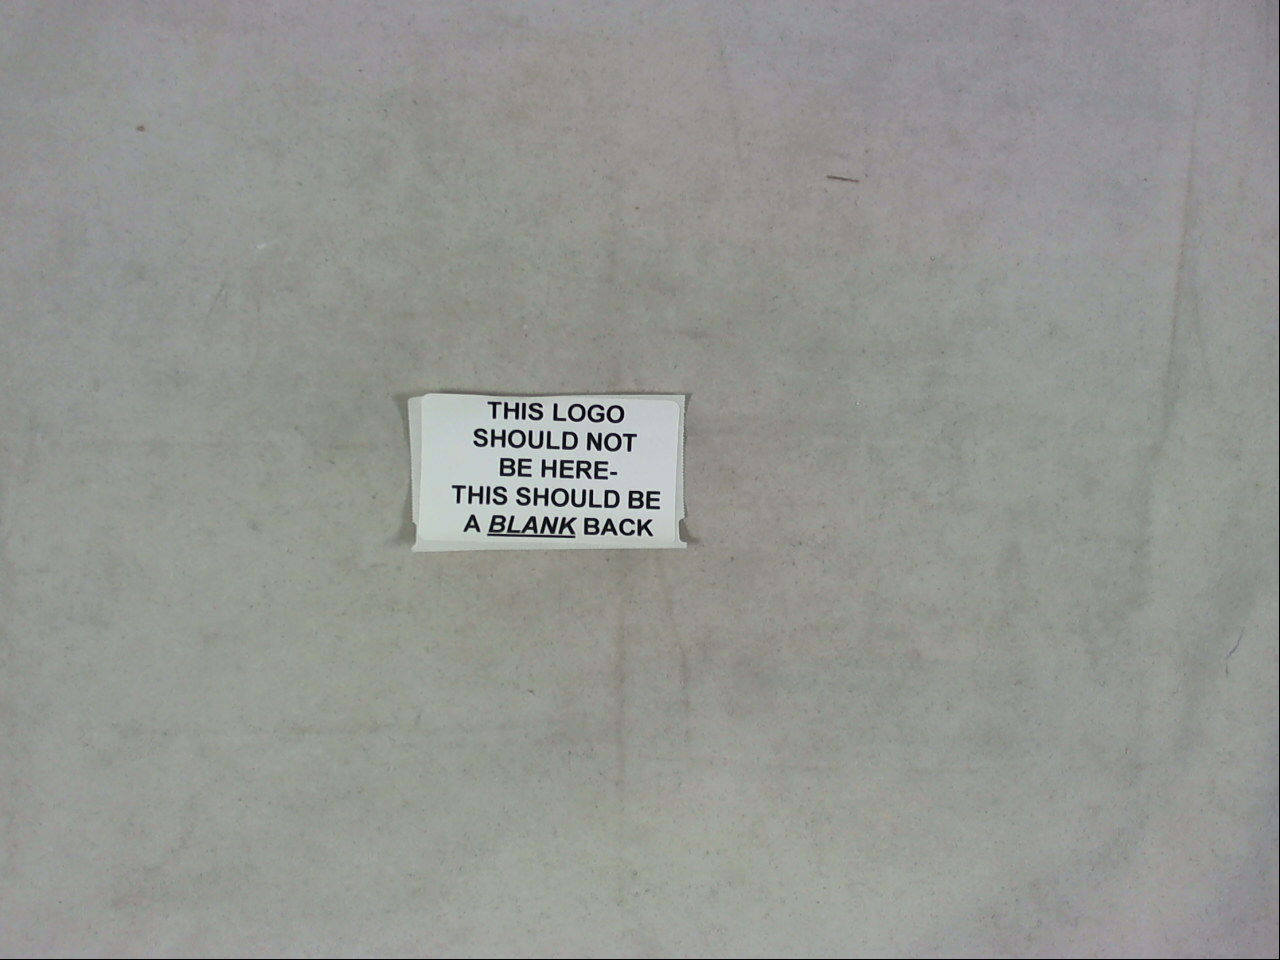 THIS LOGO
SHOULD NOT
BE HERE-
THIS SHOULD BE
A BLANK BACK